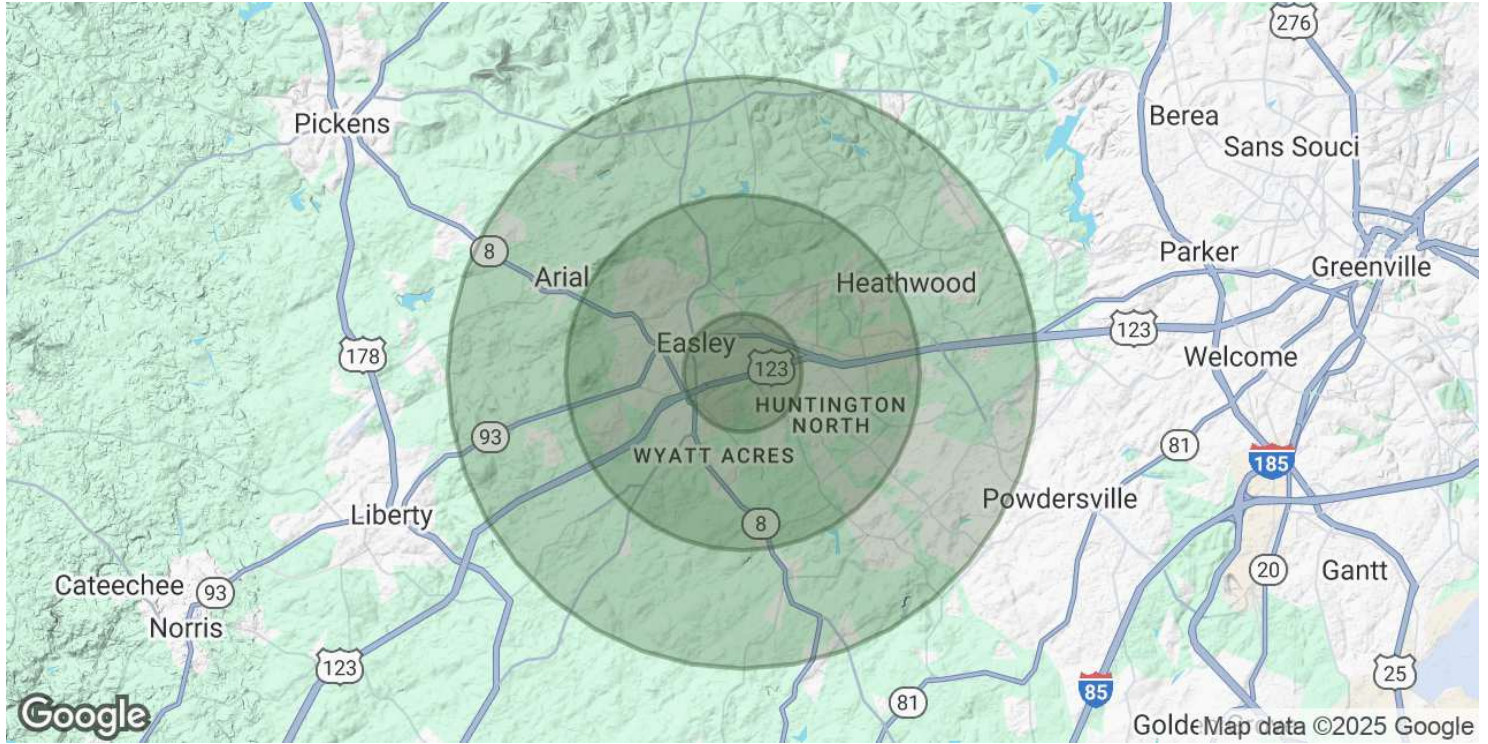 276
Berea
Pickens
Sans Souci
8
Parker
Arial
Heathwood
Greenville
123
Easley
178
Welcome
123
HUNTINGTON
NORTH
93
WYATT ACRES
81
185
Powdersville
Liberty
8
20
Gantt
Cateechee
93
Norris
123
25
85
81
Google
Golde
Map data ©2025 Google